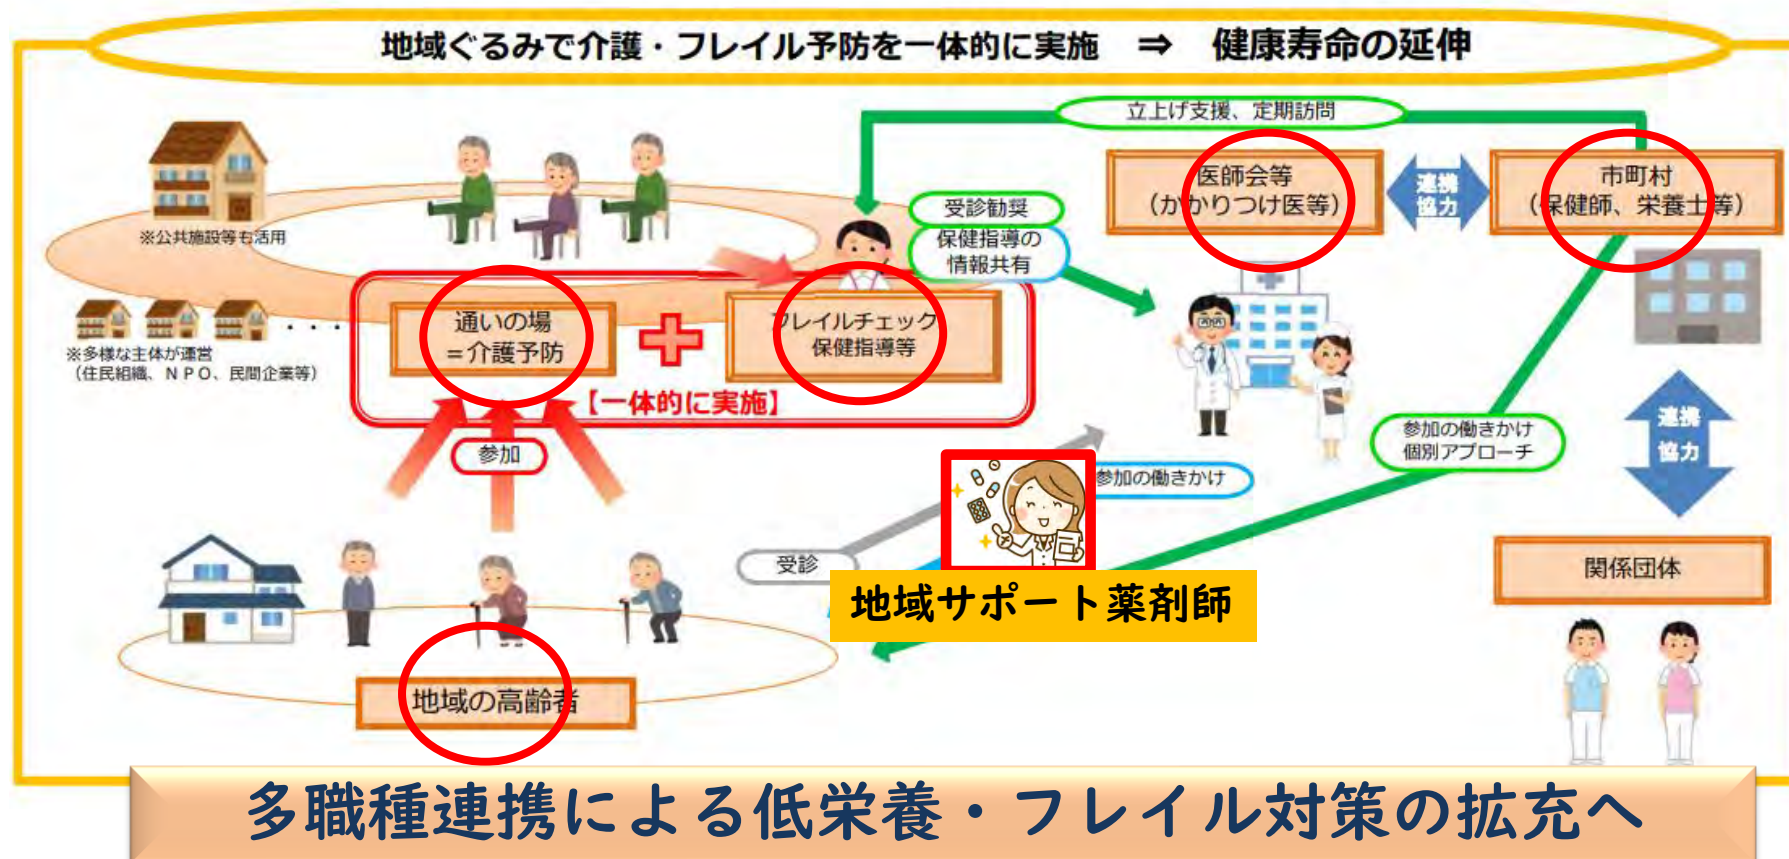 地域ぐるみで介護・フレイル予防を一体的に実施 ⇒ 健康寿命の延伸
立上げ支援、定期訪問
医師会等
（かかりつけ医等）
連携
協力
市町村
（保健師、栄養士等）
※公共施設等も活用
受診勧奨
保健指導の
情報共有
※多様な主体が運営
（住民組織、ＮＰＯ、民間企業等）
・・・
通いの場
＝介護予防
フレイルチェック
保健指導等
【一体的に実施】
参加
参加の働きかけ
個別アプローチ
連携
協力
参加の働きかけ
受診
地域サポート薬剤師
関係団体
地域の高齢者
多職種連携による低栄養・フレイル対策の拡充へ